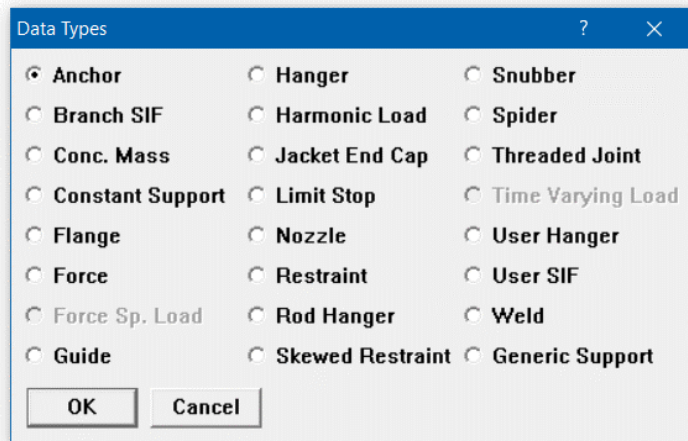 Data Types ?
Anchor Hanger Snubber
Branch SIF Harmonic Load Spider
Conc. Mass Jacket End Cap Threaded Joint
Constant Support Limit Stop Time Varying Load
Flange Nozzle User Hanger
Force Restraint User SIF
Force Sp. Load Rod Hanger Weld
Guide Skewed Restraint Generic Support
OK Cancel